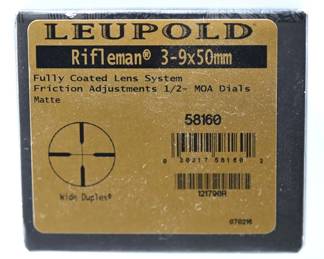 LEUPOLD
Rifleman® 3-9x50mm
Fully Coated Lens System
Friction Adjustments 1/2- MOA Dials
Matte
58160
0 30317 58160 2
121790R
Wide Duplex®
070216